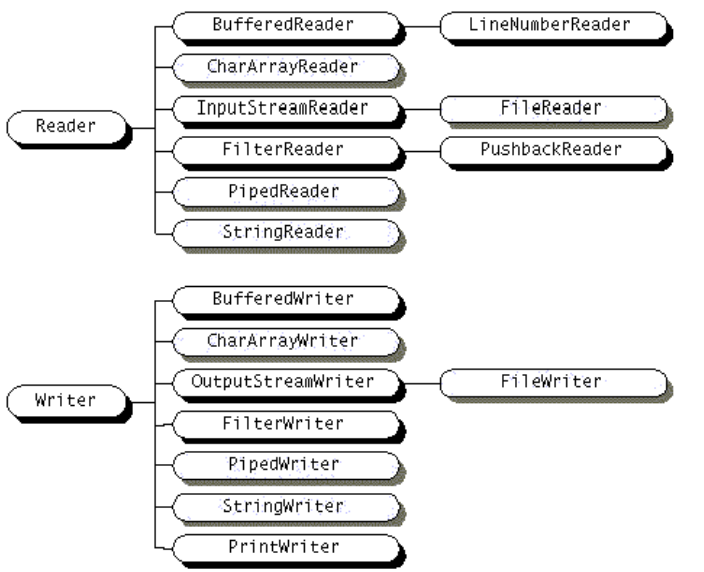 BufferedReader
LineNumberReader
CharArrayReader
InputStreamReader
FileReader
Reader
FilterReader
PushbackReader
PipedReader
StringReader
BufferedWriter
CharArrayWriter
OutputStreamWriter
FileWriter
Writer
FilterWriter
PipedWriter
StringWriter
PrintWriter